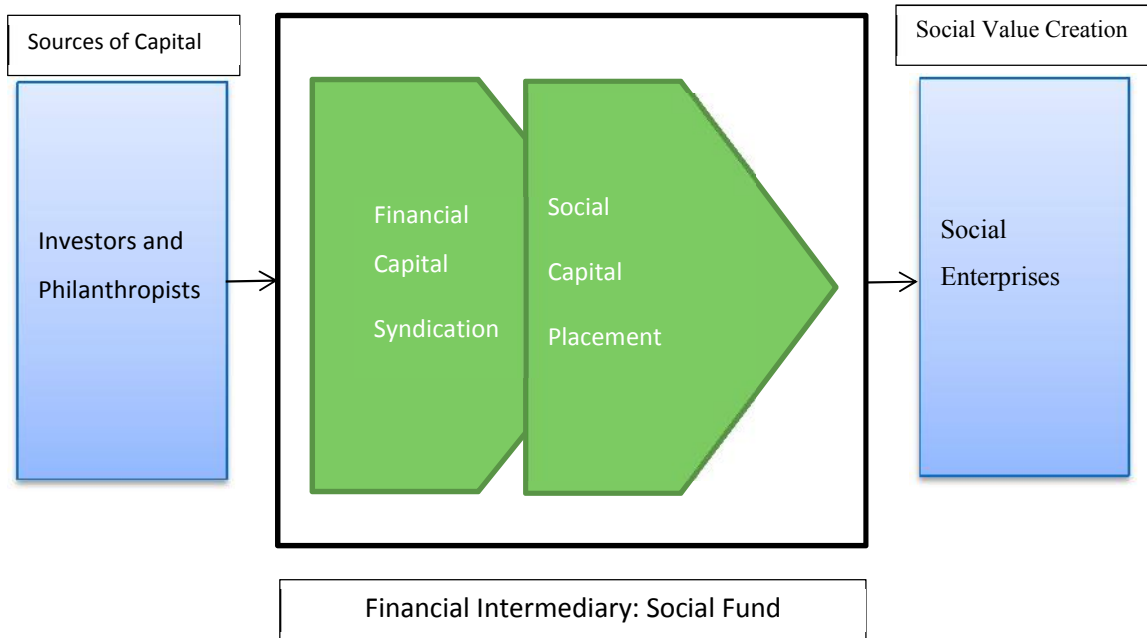 Sources of Capital
Social Value Creation
Investors and
Philanthropists
Financial
Capital
Syndication
Social
Capital
Placement
Social
Enterprises
Financial Intermediary: Social Fund